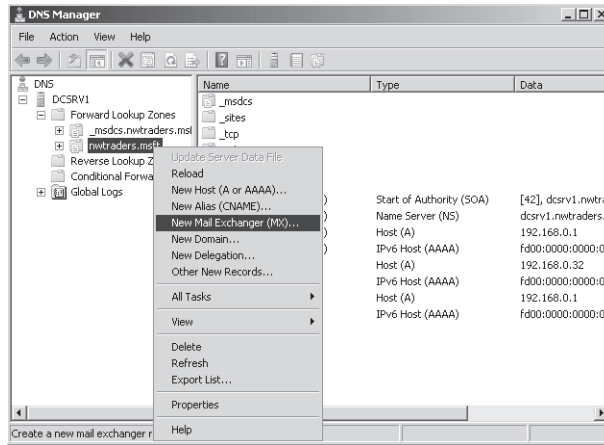 DNS Manager
File Action View Help
DNS
DCSRV1
Forward Lookup Zones
_msdcs.nwtraders.msf
nwtraders.msft
Reverse Lookup Z
Conditional Forwa
Global Logs
Name Type Data
_msdcs
_sites
_tcp
Start of Authority (SOA) [42], dcsrv1.nwtra
Name Server (NS) dcsrv1.nwtraders.
Host (A) 192.168.0.1
IPv6 Host (AAAA) fd00:0000:0000:0
Host (A) 192.168.0.32
IPv6 Host (AAAA) fd00:0000:0000:0
Host (A) 192.168.0.1
IPv6 Host (AAAA) fd00:0000:0000:0
Update Server Data File
Reload
New Host (A or AAAA)...
New Alias (CNAME)...
New Mail Exchanger (MX)...
New Domain...
New Delegation...
Other New Records...
All Tasks
View
Delete
Refresh
Export List...
Properties
Help
Create a new mail exchanger r